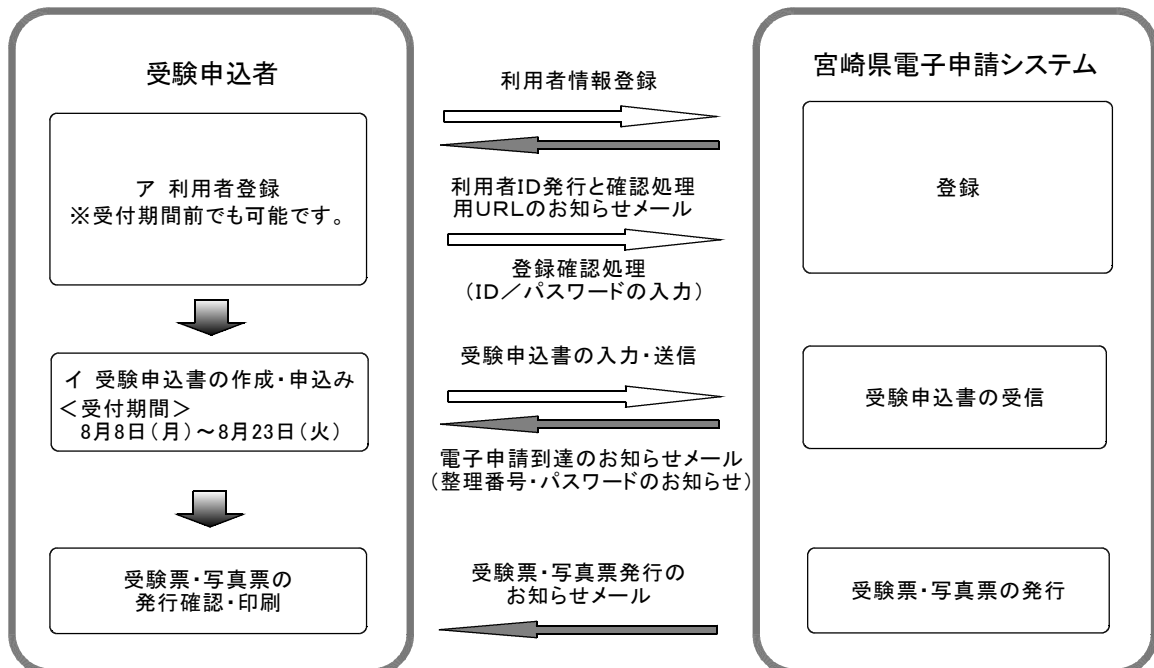 受験申込者
ア 利用者登録
※受付期間前でも可能です。
イ 受験申込書の作成・申込み
＜受付期間＞
8月8日(月)～8月23日(火)
受験票・写真票の
発行確認・印刷
利用者情報登録
利用者ID発行と確認処理
用URLのお知らせメール
登録確認処理
(ID／パスワードの入力)
受験申込書の入力・送信
電子申請到達のお知らせメール
(整理番号・パスワードのお知らせ)
受験票・写真票発行の
お知らせメール
宮崎県電子申請システム
登録
受験申込書の受信
受験票・写真票の発行